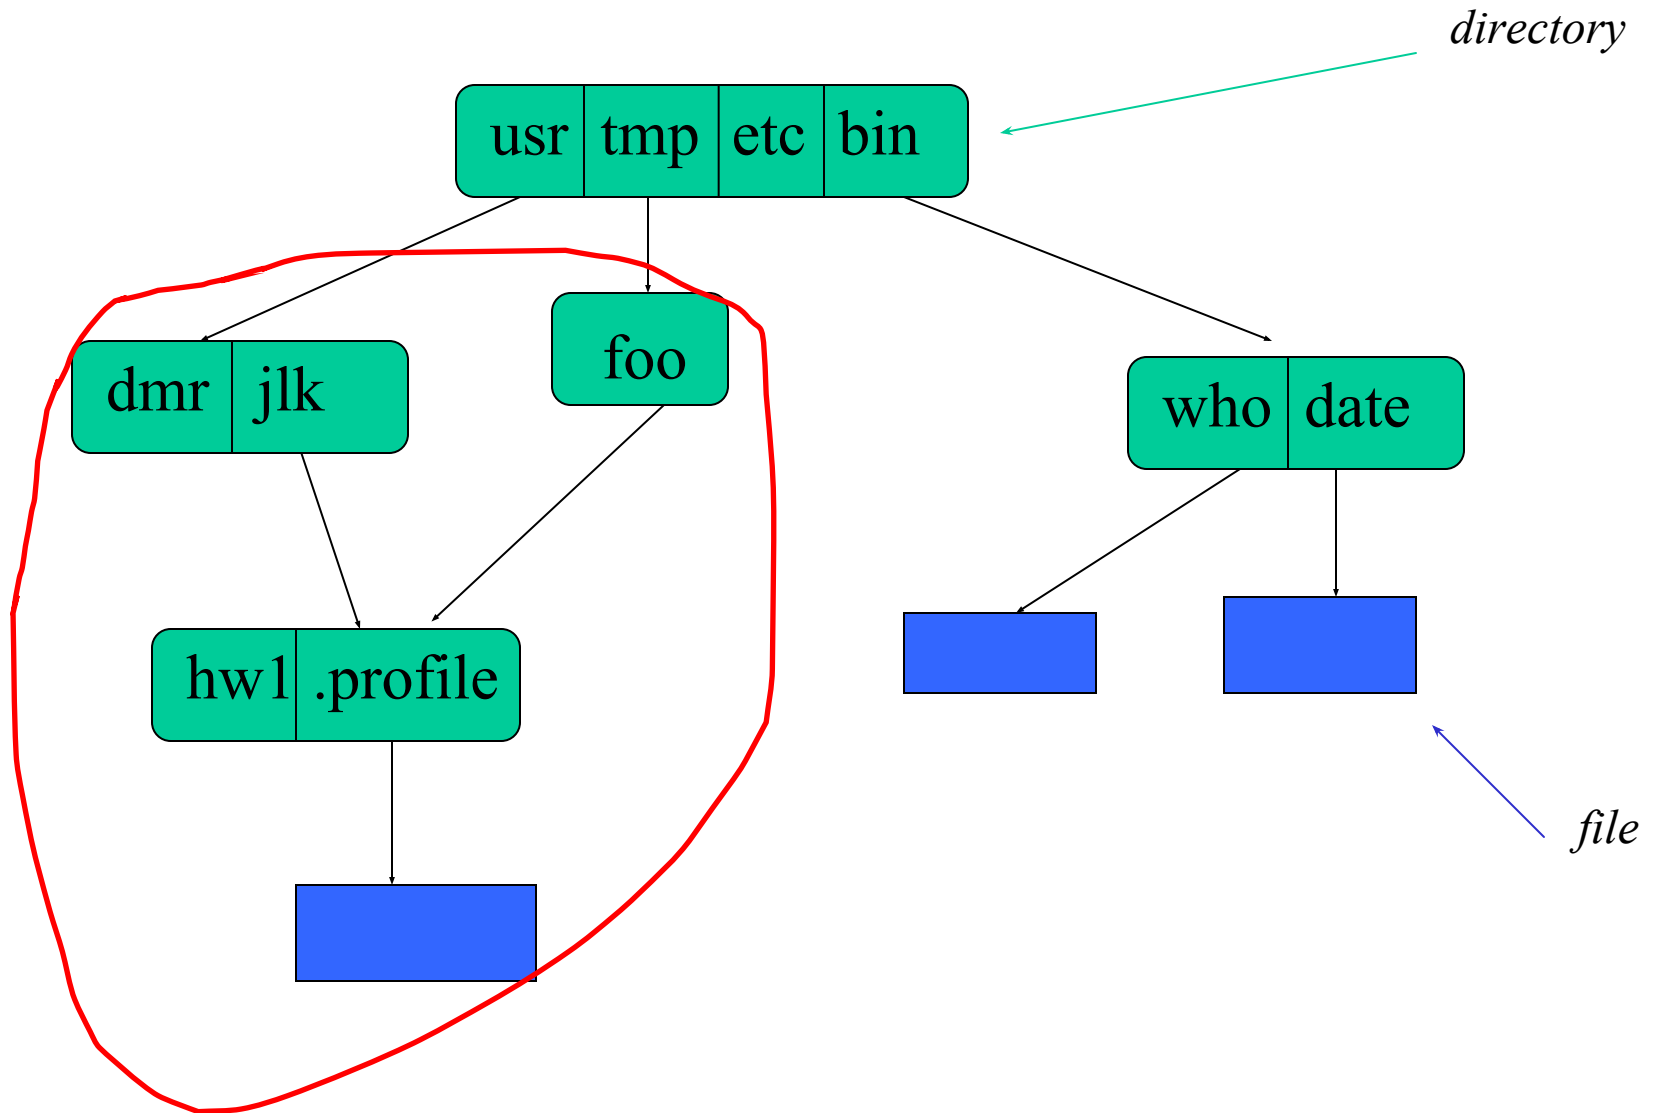 directory
usr tmp etc bin
foo
dmr jlk
who date
hw1 .profile
file